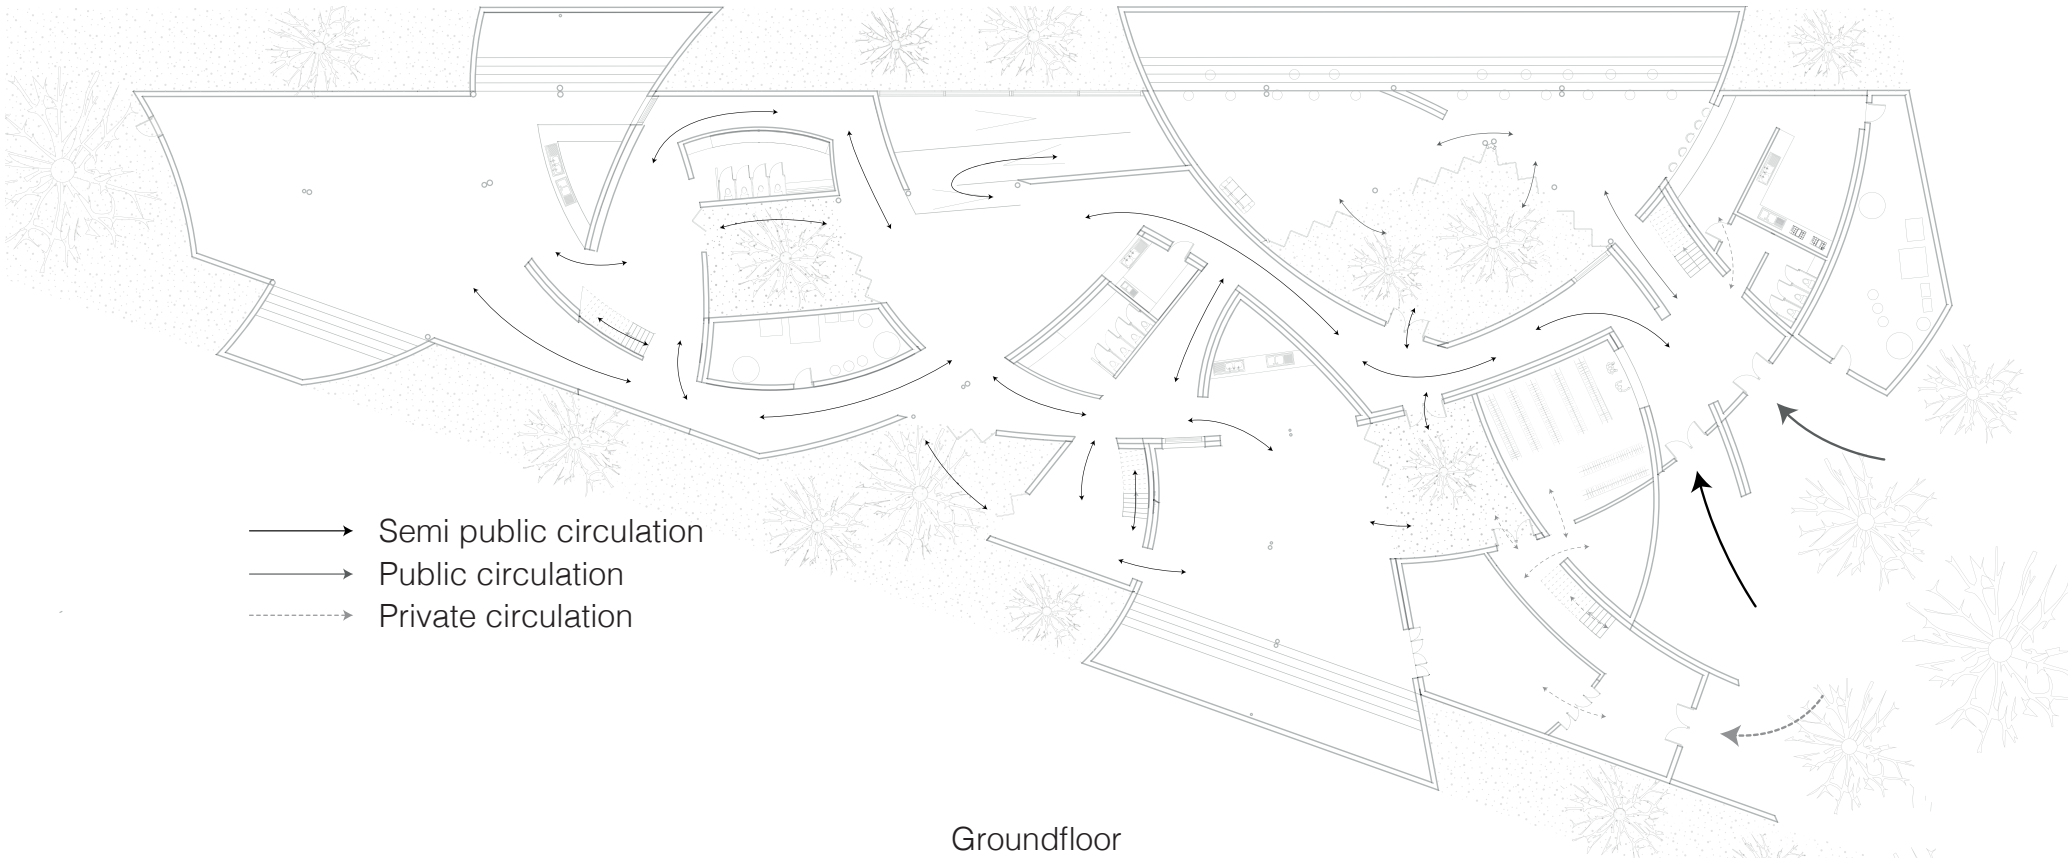 Semi public circulation
Public circulation
Private circulation
Groundfloor